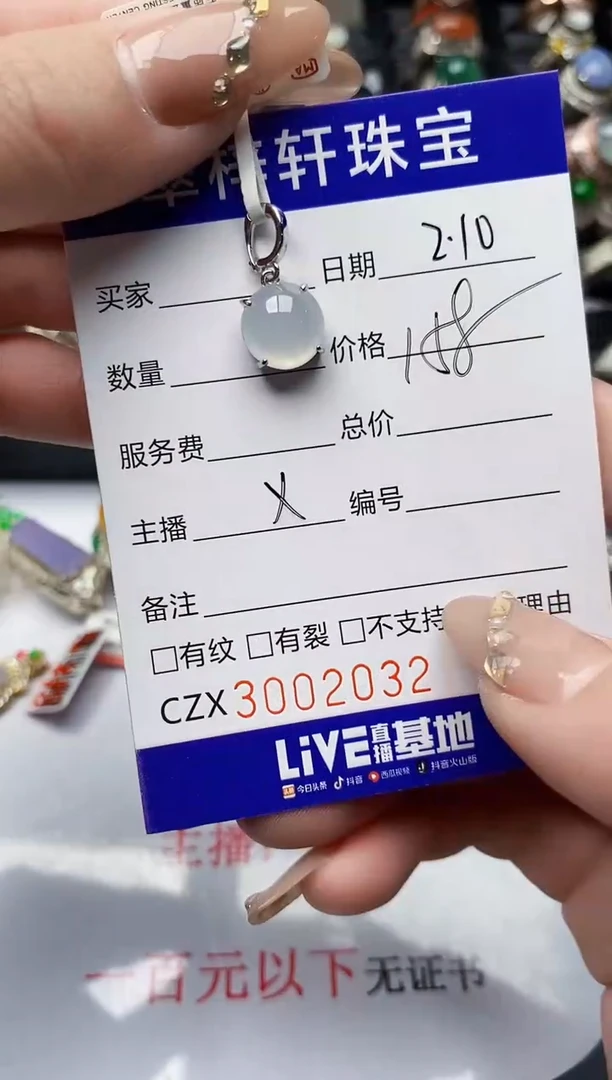 梓轩珠宝
买家 日期 2·10
数量 价格
服务费 总价
主播 X 编号
备注
□有纹 □有裂 □不支持 理由
CZX3002032
LiVE直播基地
今日头条 抖音 西瓜视频 抖音火山版
主播
一百元以下无证书